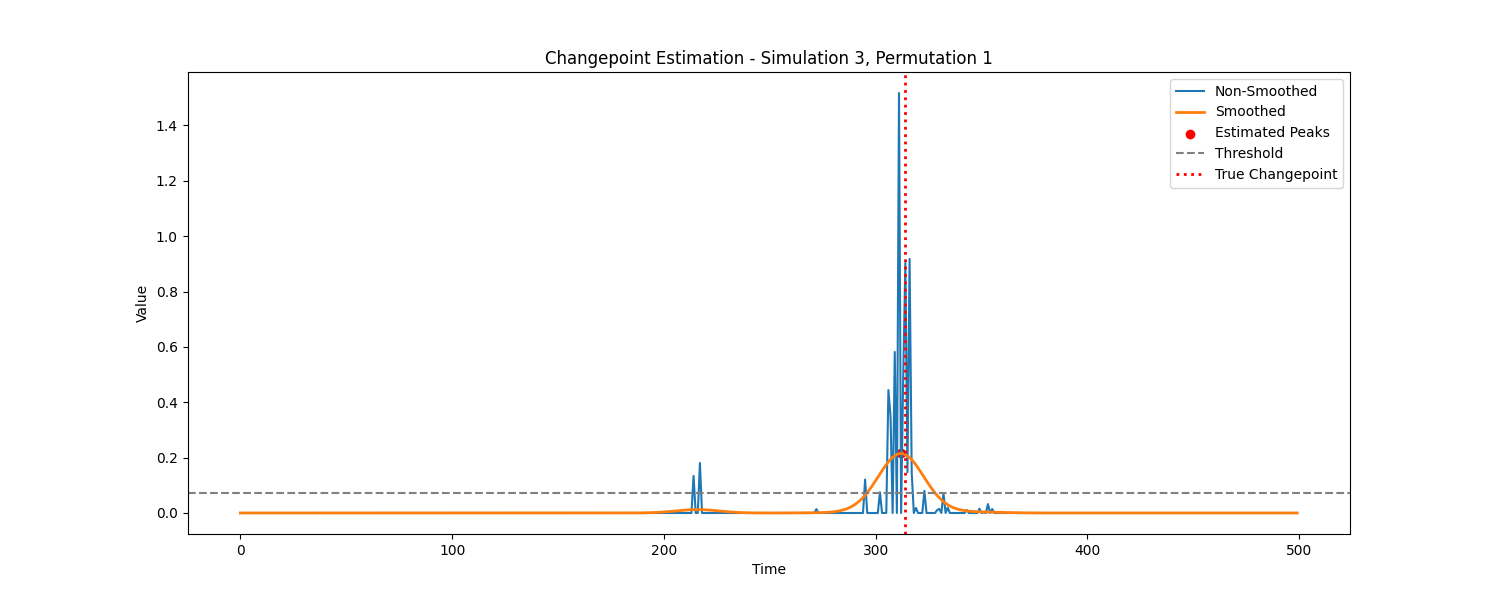 Changepoint Estimation - Simulation 3, Permutation 1
Non-Smoothed
Smoothed
Estimated Peaks
Threshold
True Changepoint
Value
1.4
1.2
1.0
0.8
0.6
0.4
0.2
0.0
0 100 200 300 400 500
Time